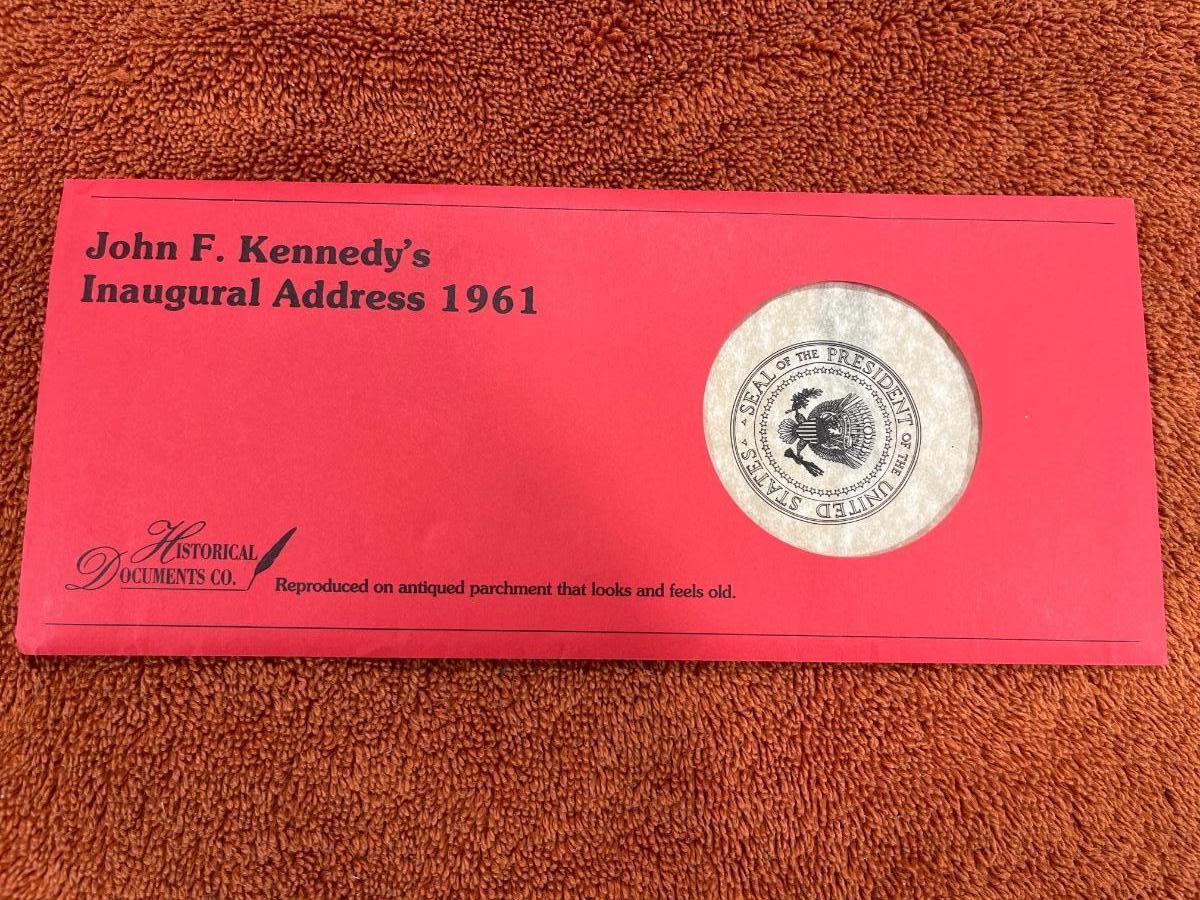 John F. Kennedy's
Inaugural Address 1961
SEAL OF THE PRESIDENT OF THE UNITED STATES
HISTORICAL
DOCUMENTS CO.
Reproduced on antiqued parchment that looks and feels old.